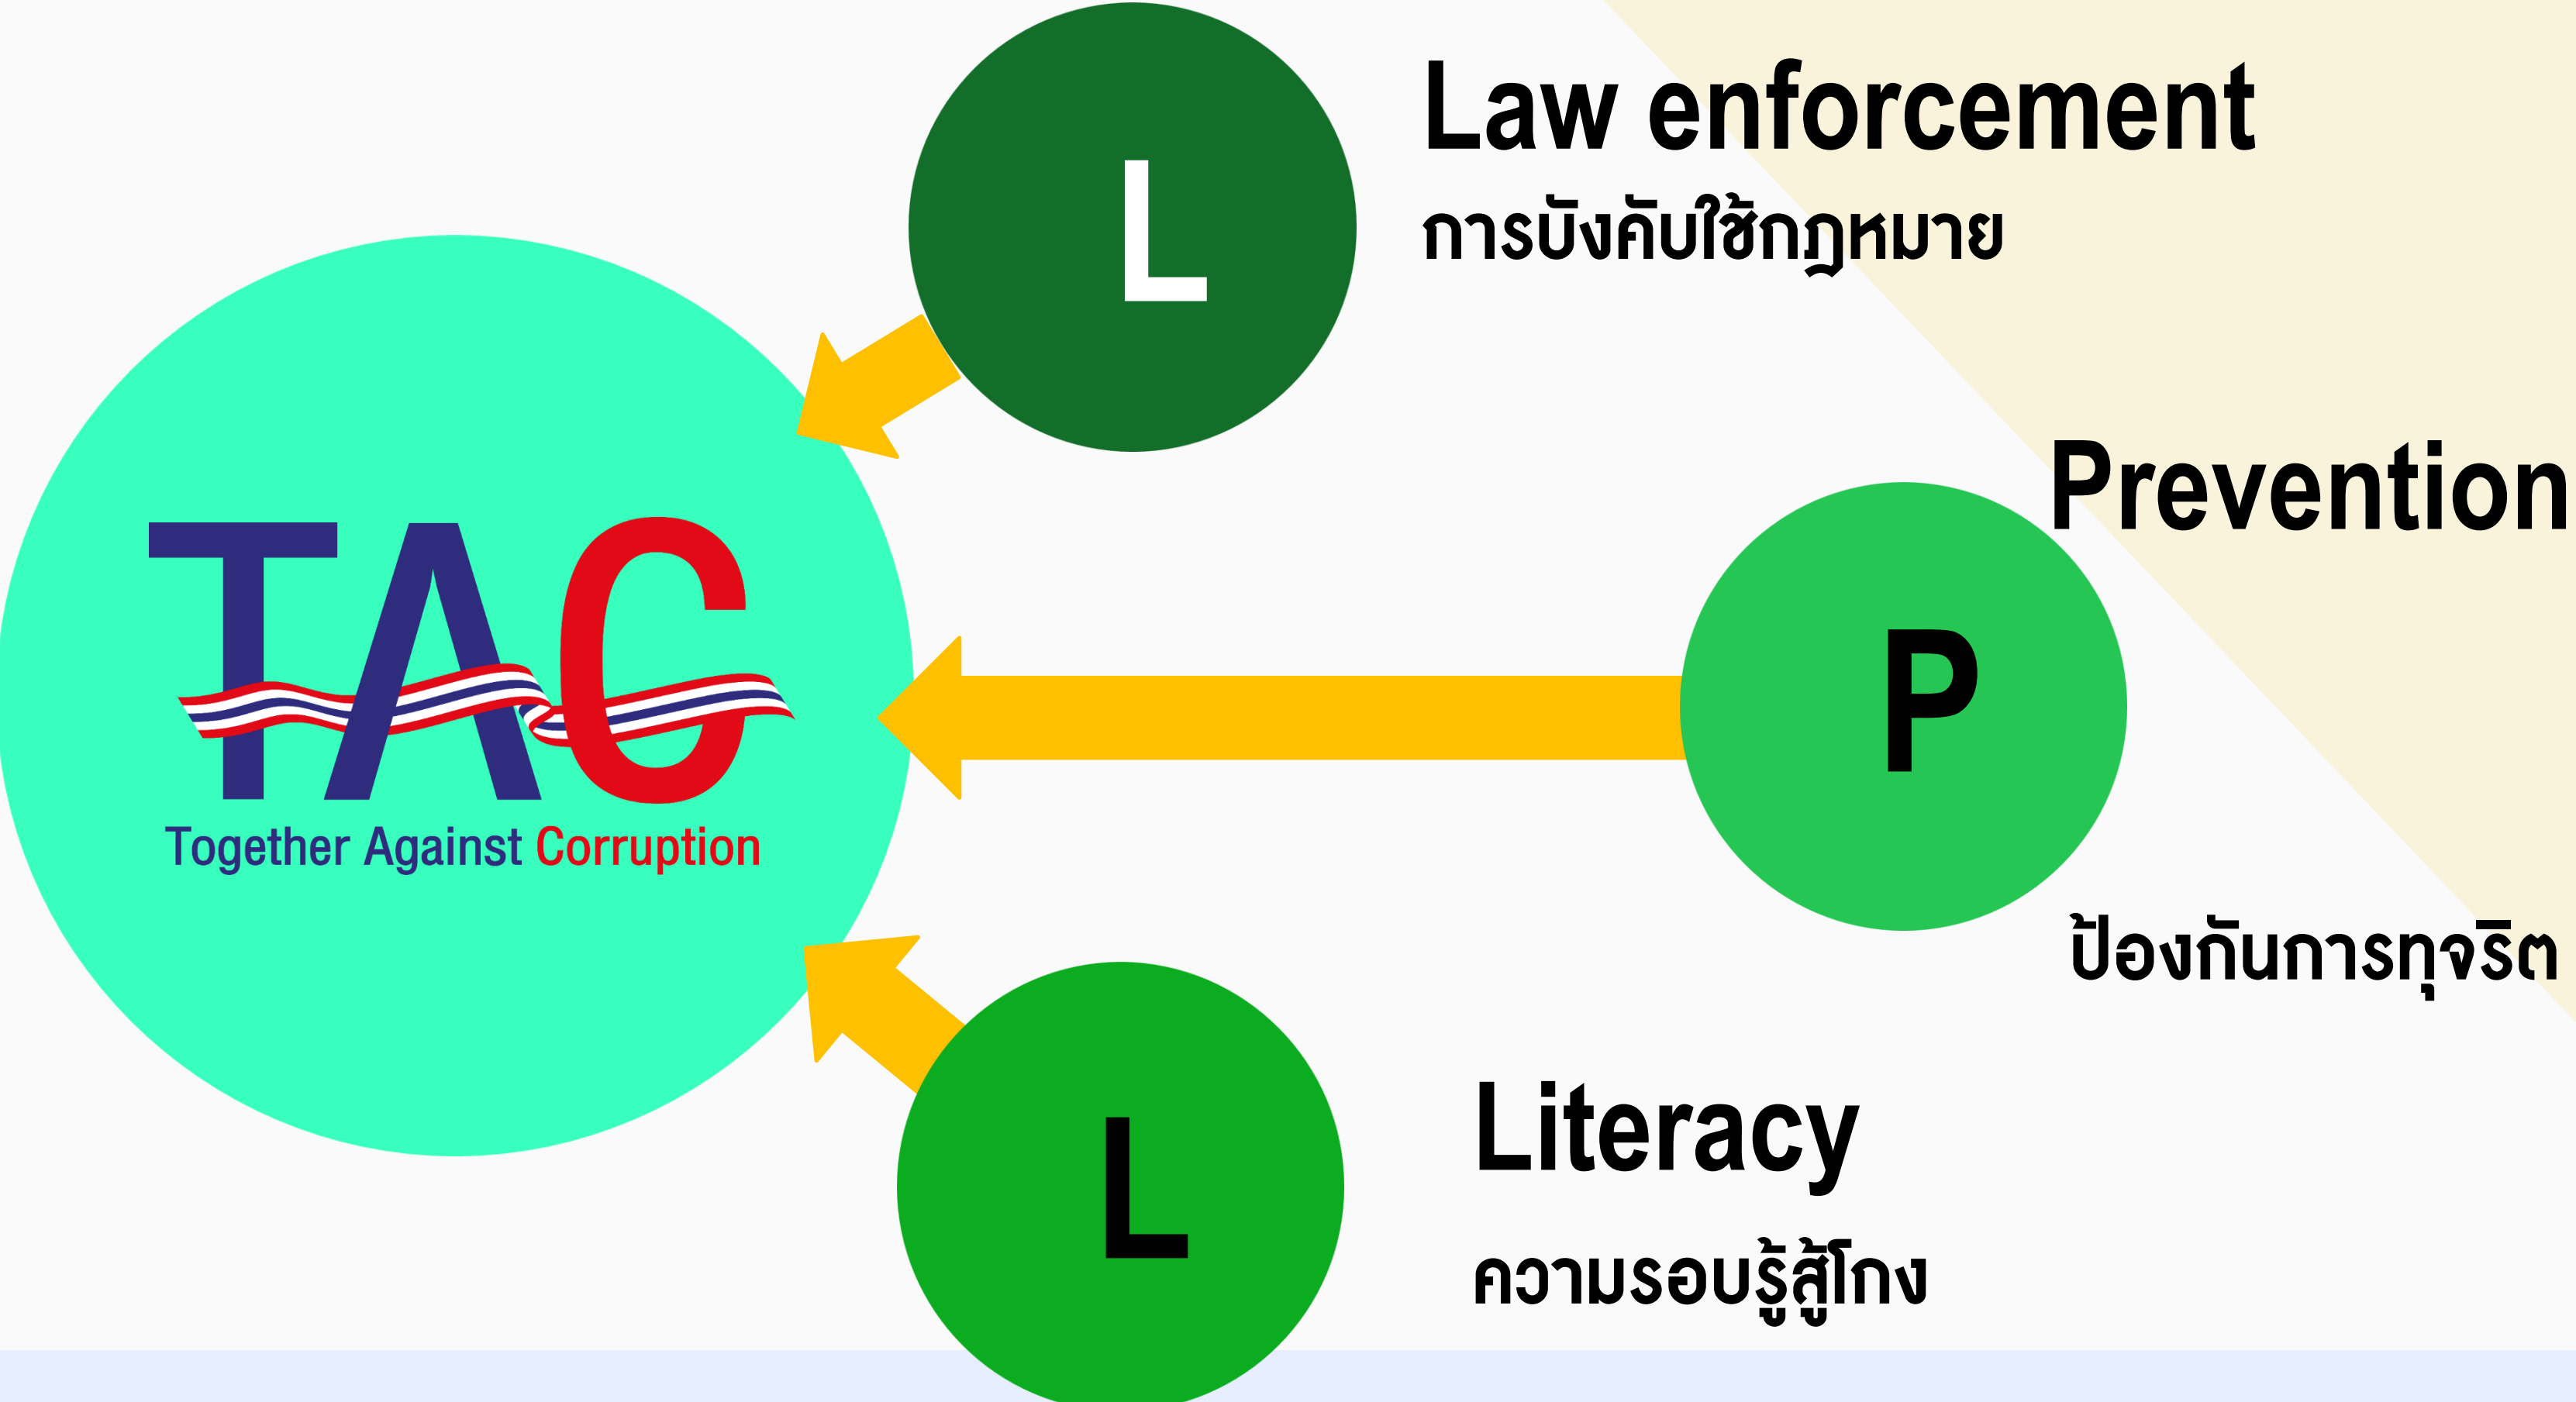 L
Law enforcement
การบังคับใช้กฎหมาย
TAC
Together Against Corruption
P
Prevention
ป้องกันการทุจริต
L
Literacy
ความรอบรู้สู้โกง